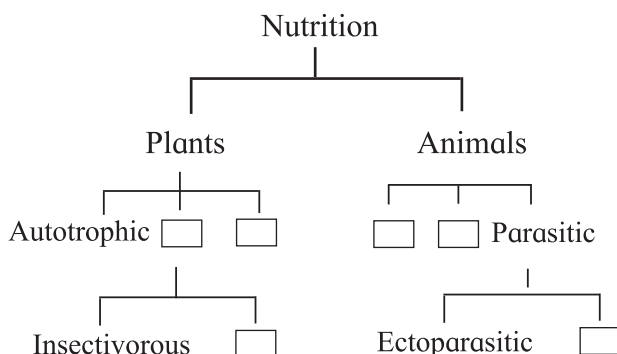 Nutrition
Plants Animals
Autotrophic Parasitic
Insectivorous Ectoparasitic